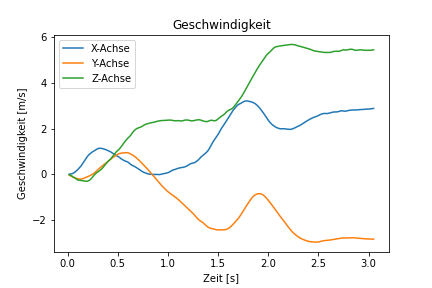 Geschwindigkeit
6
4
2
0
−2
Geschwindigkeit [m/s]
X-Achse
Y-Achse
Z-Achse
0.0 0.5 1.0 1.5 2.0 2.5 3.0
Zeit [s]